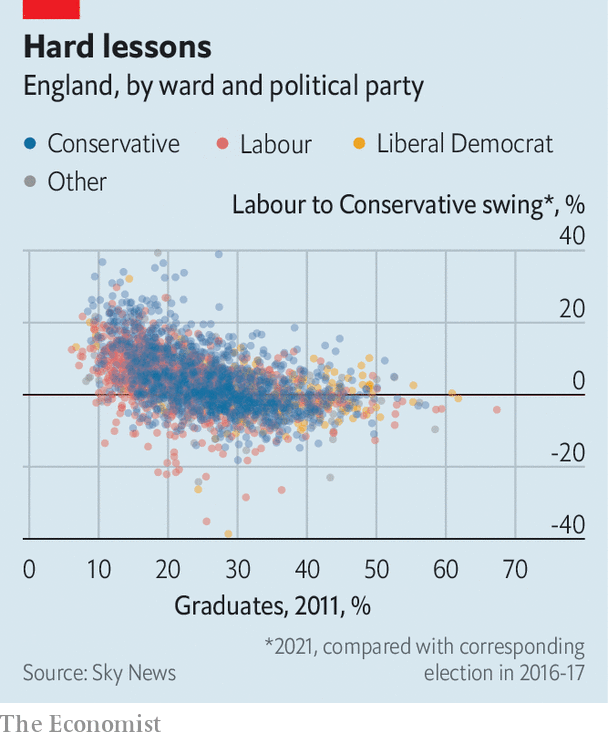 Hard lessons
England, by ward and political party
Conservative Labour Liberal Democrat
Other
Labour to Conservative swing*, %
40
20
0
-20
-40
0 10 20 30 40 50 60 70
Graduates, 2011, %
*2021, compared with corresponding
Source: Sky News election in 2016-17
The Economist